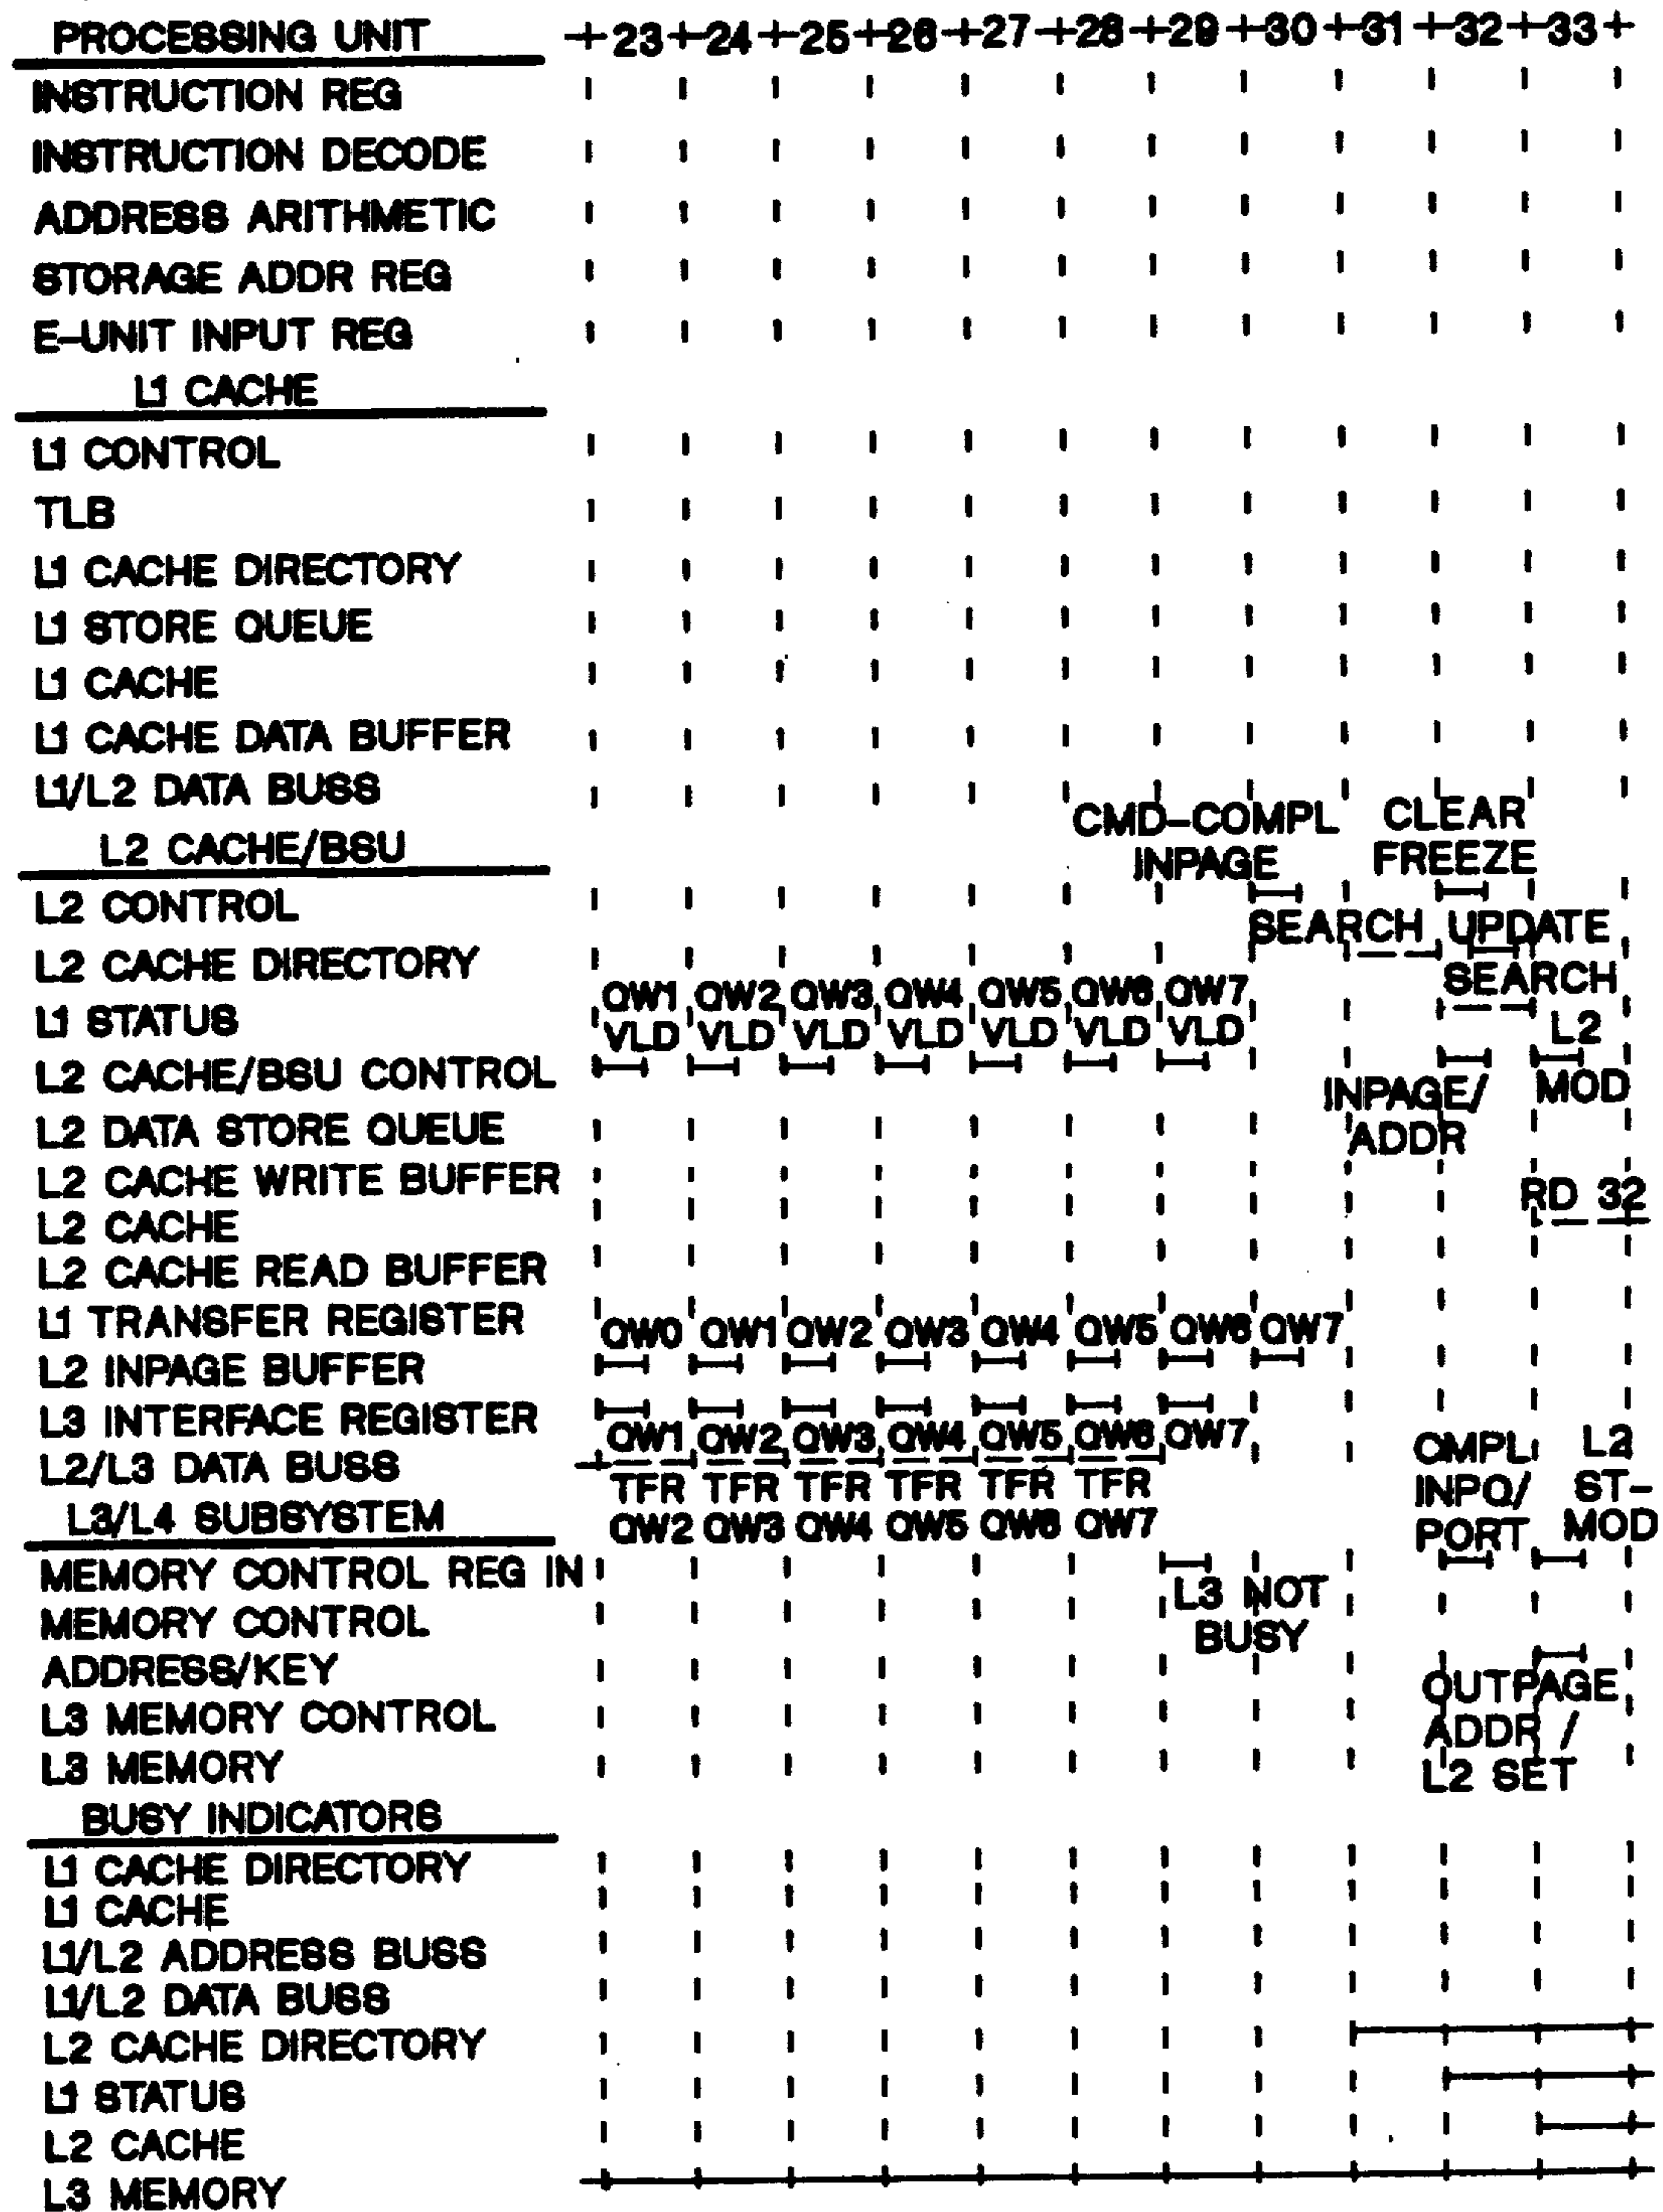 PROCESSING UNIT +23+24+25+26+27+28+29+30+31+32+33+
INSTRUCTION REG
INSTRUCTION DECODE
ADDRESS ARITHMETIC
STORAGE ADDR REG
E-UNIT INPUT REG
L1 CACHE
L1 CONTROL
TLB
L1 CACHE DIRECTORY
L1 STORE QUEUE
L1 CACHE
L1 CACHE DATA BUFFER
L1/L2 DATA BUSS
CMD-COMPL CLEAR
L2 CACHE/BSU INPAGE FREEZE
L2 CONTROL
SEARCH UPDATE
L2 CACHE DIRECTORY
SEARCH
QW1 QW2 QW3 QW4 QW5 QW6 QW7
L1 STATUS VLD VLD VLD VLD VLD VLD VLD L2
L2 CACHE/BSU CONTROL
INPAGE/ MOD
L2 DATA STORE QUEUE ADDR
L2 CACHE WRITE BUFFER
RD 32
L2 CACHE
L2 CACHE READ BUFFER
L1 TRANSFER REGISTER QW0 QW1 QW2 QW3 QW4 QW5 QW6 QW7
L2 INPAGE BUFFER
L3 INTERFACE REGISTER
QW1 QW2 QW3 QW4 QW5 QW6 QW7 CMPL L2
L2/L3 DATA BUSS
TFR TFR TFR TFR TFR TFR INPQ/ ST-
L3/L4 SUBSYSTEM QW2 QW3 QW4 QW5 QW6 QW7 PORT MOD
MEMORY CONTROL REG IN
L3 NOT
MEMORY CONTROL BUSY
ADDRESS/KEY
OUTPAGE
L3 MEMORY CONTROL ADDR /
L3 MEMORY L2 SET
BUSY INDICATORS
L1 CACHE DIRECTORY
L1 CACHE
L1/L2 ADDRESS BUSS
L1/L2 DATA BUSS
L2 CACHE DIRECTORY
L1 STATUS
L2 CACHE
L3 MEMORY